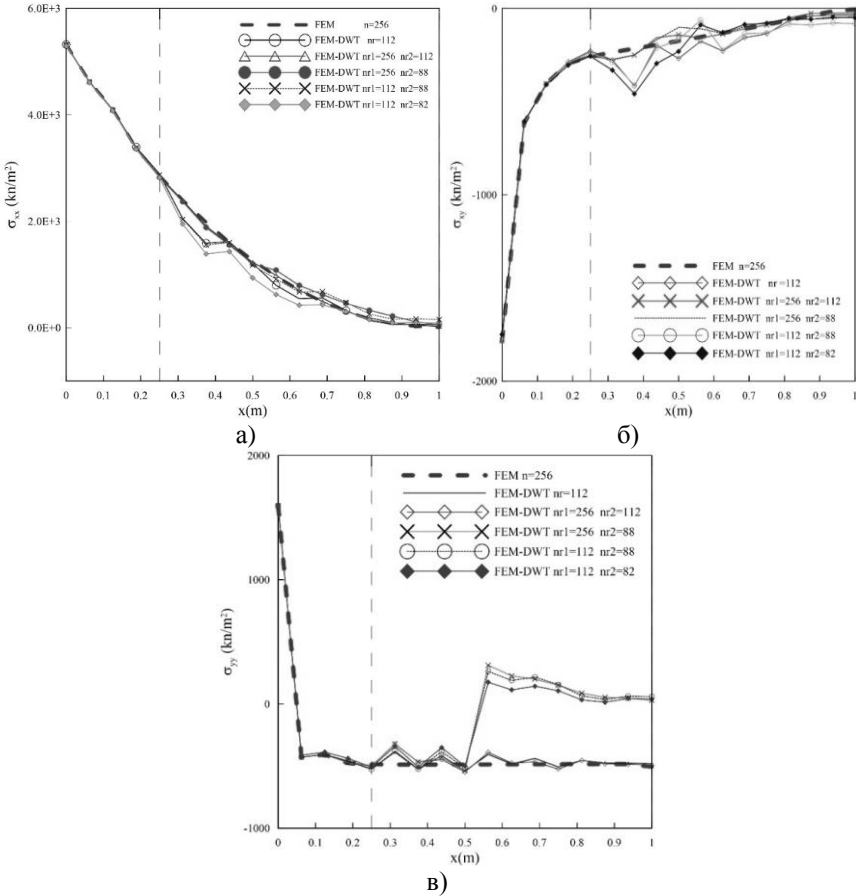 FEM n=256
FEM-DWT nr=112
FEM-DWT nr1=256 nr2=112
FEM-DWT nr1=256 nr2=88
FEM-DWT nr1=112 nr2=88
FEM-DWT nr1=112 nr2=82
6.0E+3
4.0E+3
2.0E+3
0.0E+0
σxx (kn/m²)
0 0.1 0.2 0.3 0.4 0.5 0.6 0.7 0.8 0.9 1
x(m)
а)
0
-1000
-2000
σxy (kn/m²)
FEM n=256
FEM-DWT nr =112
FEM-DWT nr1=256 nr2=112
FEM-DWT nr1=256 nr2=88
FEM-DWT nr1=112 nr2=88
FEM-DWT nr1=112 nr2=82
0 0.1 0.2 0.3 0.4 0.5 0.6 0.7 0.8 0.9 1
x(m)
б)
2000
1000
0
-1000
σyy (kn/m²)
FEM n=256
FEM-DWT nr=112
FEM-DWT nr1=256 nr2=112
FEM-DWT nr1=256 nr2=88
FEM-DWT nr1=112 nr2=88
FEM-DWT nr1=112 nr2=82
0 0.1 0.2 0.3 0.4 0.5 0.6 0.7 0.8 0.9 1
x(m)
в)